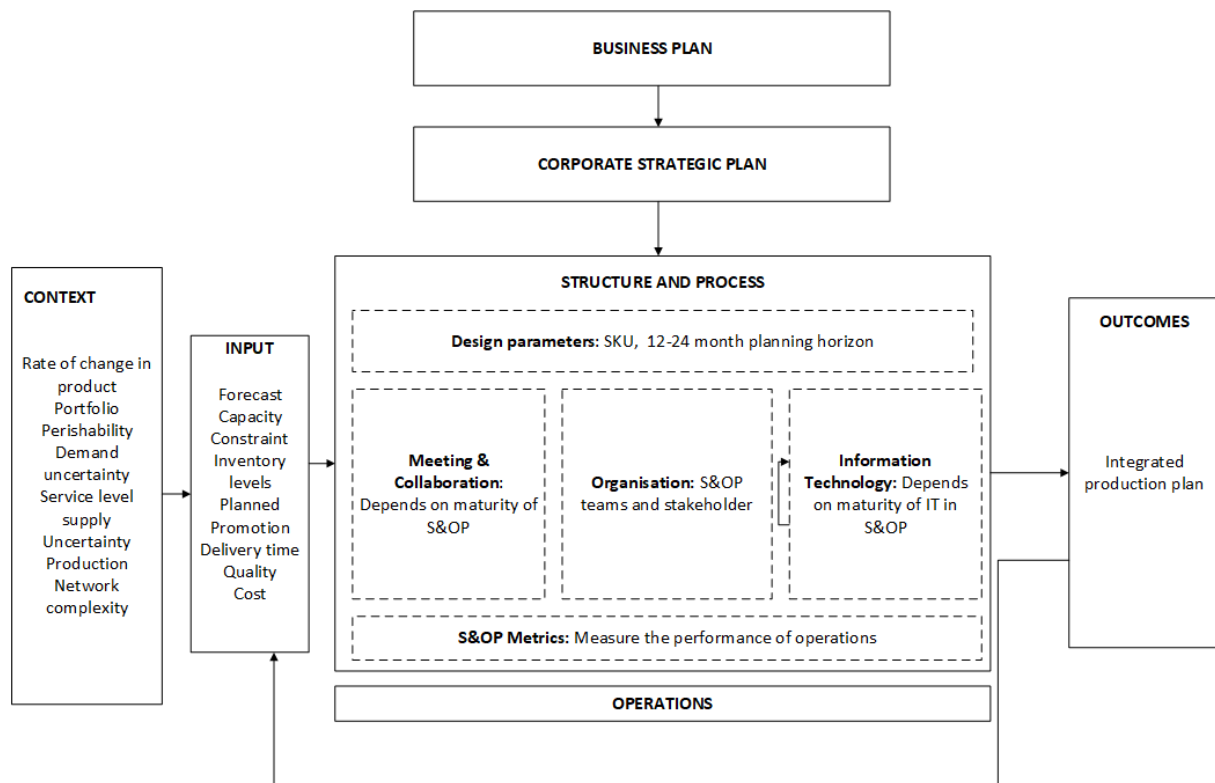 BUSINESS PLAN
CORPORATE STRATEGIC PLAN
CONTEXT
Rate of change in
product
Portfolio
Perishability
Demand
uncertainty
Service level
supply
Uncertainty
Production
Network
complexity
INPUT
Forecast
Capacity
Constraint
Inventory
levels
Planned
Promotion
Delivery time
Quality
Cost
STRUCTURE AND PROCESS
Design parameters: SKU, 12-24 month planning horizon
Meeting &
Collaboration:
Depends on maturity of
S&OP
Organisation: S&OP
teams and stakeholder
Information
Technology: Depends
on maturity of IT in
S&OP
S&OP Metrics: Measure the performance of operations
OPERATIONS
OUTCOMES
Integrated
production plan